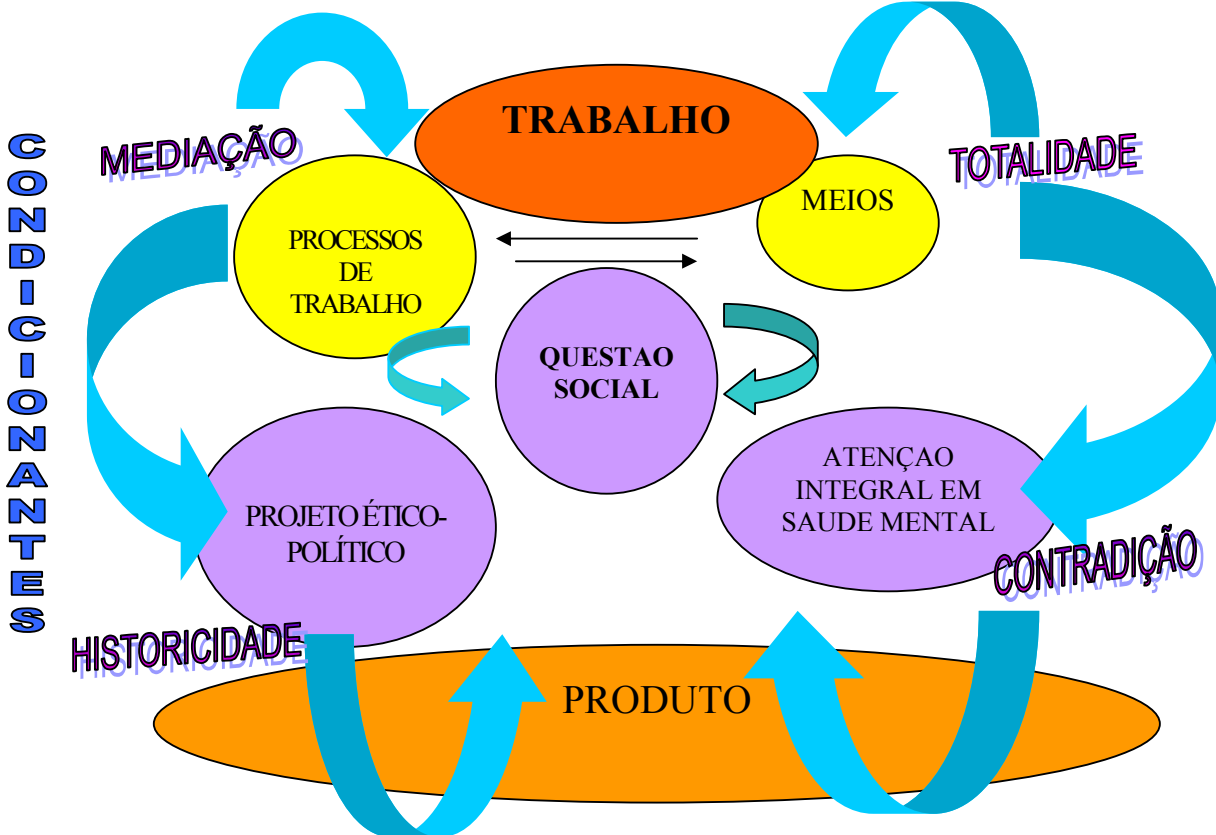 CONDICIONANTES
TRABALHO
MEDIAÇÃO
TOTALIDADE
MEIOS
PROCESSOS
DE
TRABALHO
QUESTAO
SOCIAL
ATENÇAO
INTEGRAL EM
SAUDE MENTAL
PROJETO ÉTICO-
POLÍTICO
CONTRADIÇÃO
HISTORICIDADE
PRODUTO